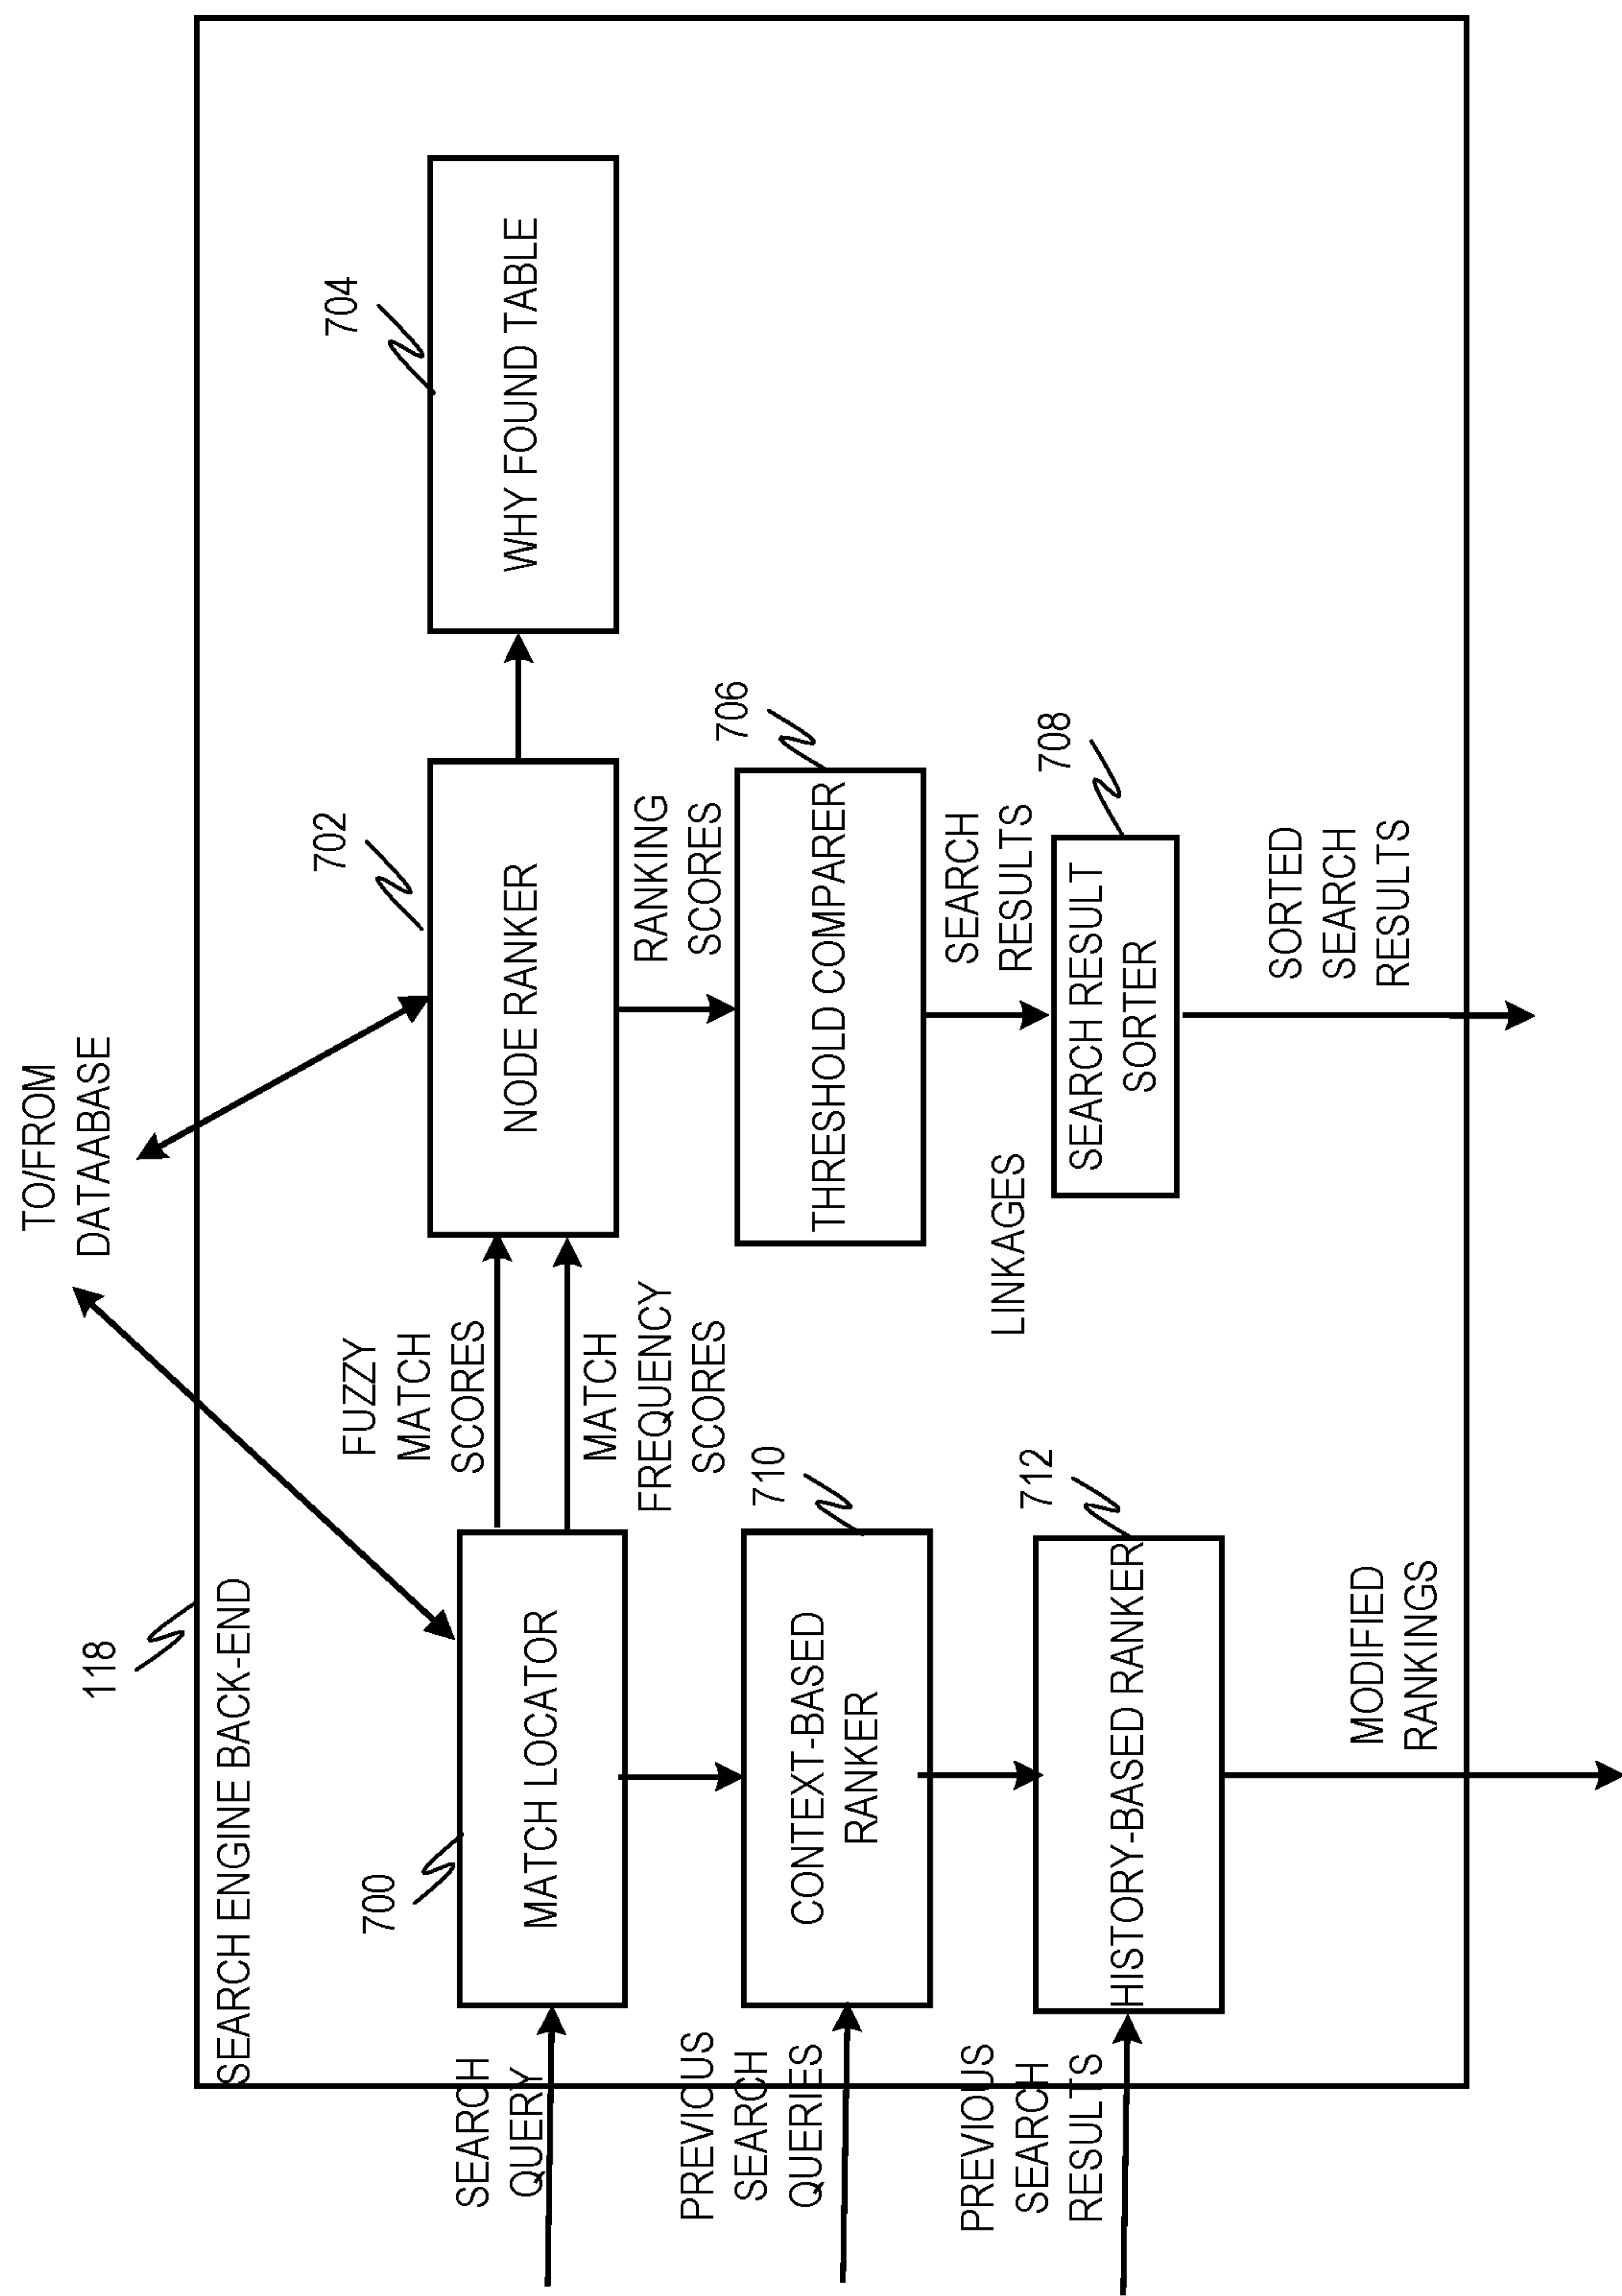 TO/FROM
DATAABASE
118
SEARCH ENGINE BACK-END
700
MATCH LOCATOR
FUZZY
MATCH
SCORES
MATCH
FREQUENCY
SCORES
702
NODE RANKER
704
WHY FOUND TABLE
SEARCH
QUERY
PREVIOUS
SEARCH
QUERIES
710
CONTEXT-BASED
RANKER
RANKING
SCORES
706
THRESHOLD COMPARER
PREVIOUS
SEARCH
RESULTS
712
HISTORY-BASED RANKER
LINKAGES
SEARCH
RESULTS
708
SEARCH RESULT
SORTER
MODIFIED
RANKINGS
SORTED
SEARCH
RESULTS